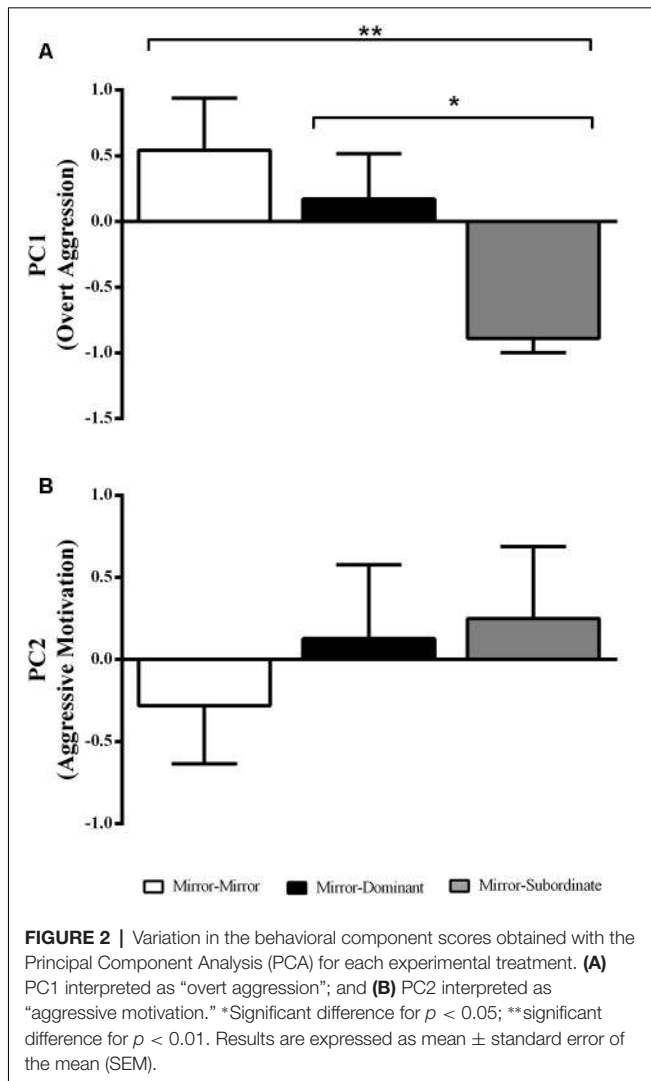 A
**
*
1.0
0.5
0.0
-0.5
-1.0
-1.5
PC1
(Overt Aggression)
B
1.0
0.5
0.0
-0.5
-1.0
PC2
(Aggressive Motivation)
Mirror-Mirror Mirror-Dominant Mirror-Subordinate
FIGURE 2 | Variation in the behavioral component scores obtained with the
Principal Component Analysis (PCA) for each experimental treatment. (A)
PC1 interpreted as “overt aggression”; and (B) PC2 interpreted as
“aggressive motivation.” *Significant difference for p < 0.05; **significant
difference for p < 0.01. Results are expressed as mean ± standard error of
the mean (SEM).